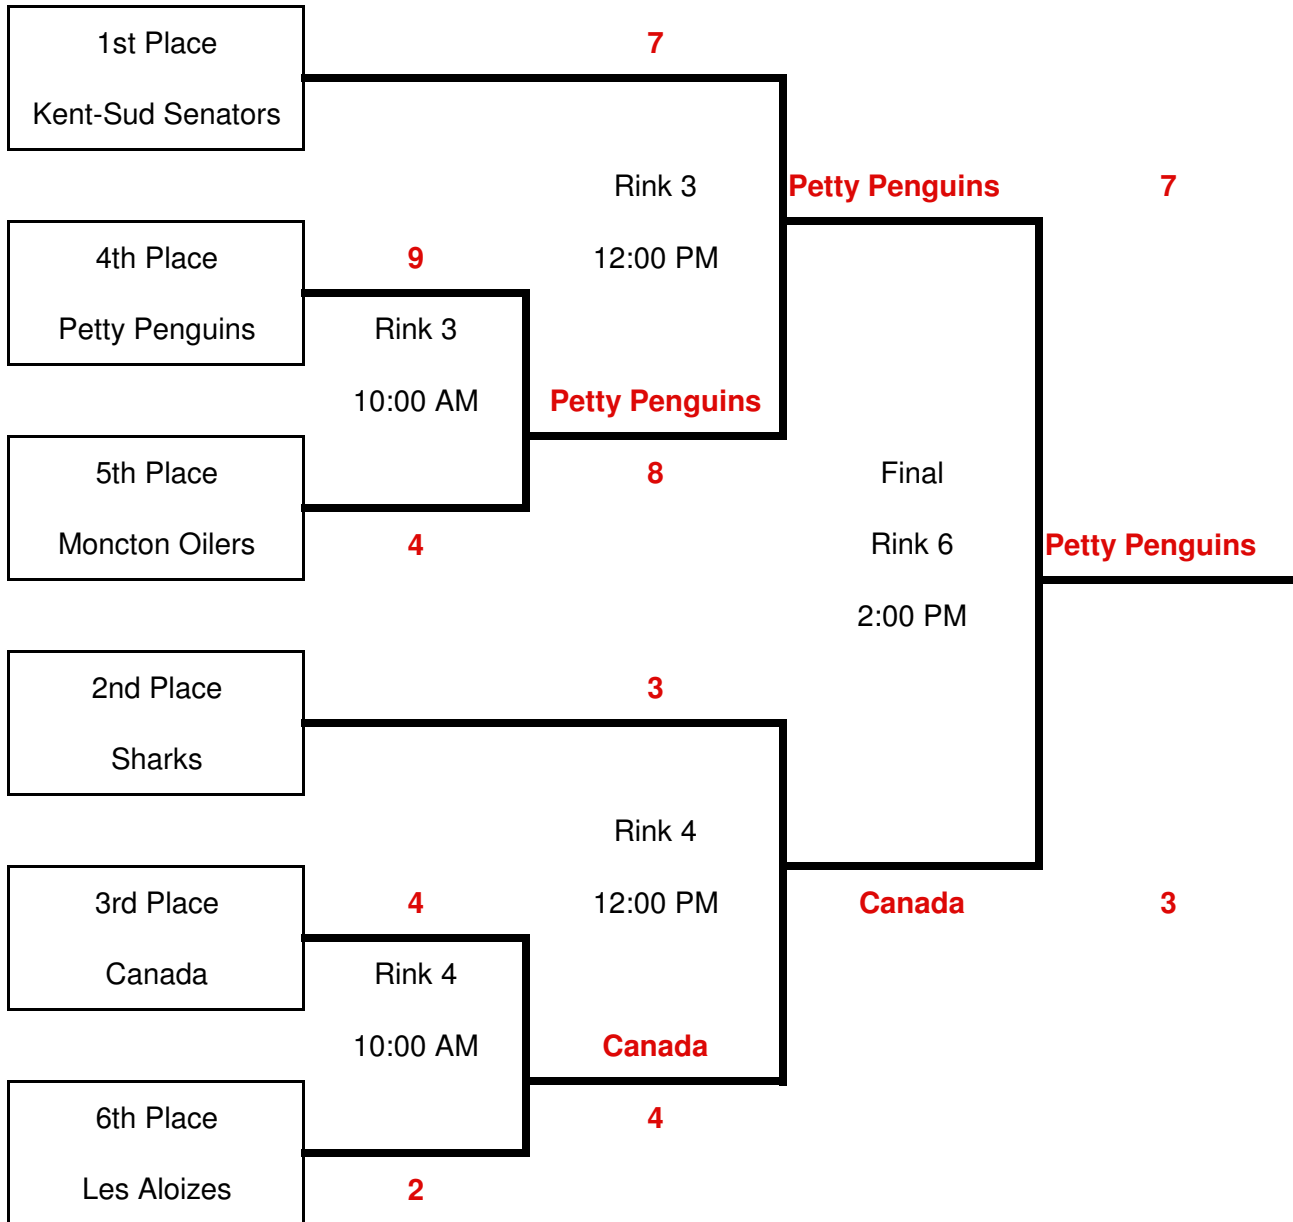 1st Place
7
Kent-Sud Senators
Rink 3
Petty Penguins
7
4th Place
9
12:00 PM
Petty Penguins
Rink 3
10:00 AM
Petty Penguins
5th Place
8
Final
Moncton Oilers
4
Rink 6
Petty Penguins
2:00 PM
2nd Place
3
Sharks
Rink 4
3rd Place
4
12:00 PM
Canada
3
Canada
Rink 4
10:00 AM
Canada
6th Place
4
Les Aloizes
2